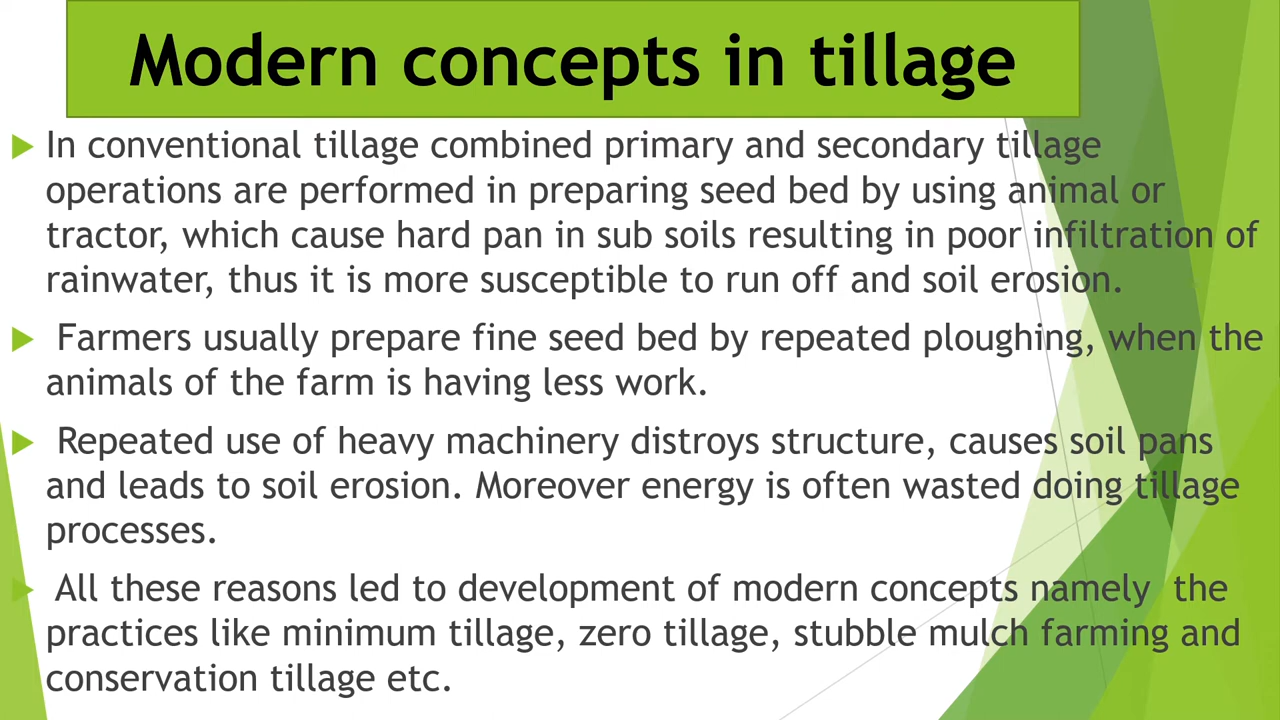 Modern concepts in tillage
In conventional tillage combined primary and secondary tillage
operations are performed in preparing seed bed by using animal or
tractor, which cause hard pan in sub soils resulting in poor infiltration of
rainwater, thus it is more susceptible to run off and soil erosion.
Farmers usually prepare fine seed bed by repeated ploughing, when the
animals of the farm is having less work.
Repeated use of heavy machinery distroys structure, causes soil pans
and leads to soil erosion. Moreover energy is often wasted doing tillage
processes.
All these reasons led to development of modern concepts namely the
practices like minimum tillage, zero tillage, stubble mulch farming and
conservation tillage etc.